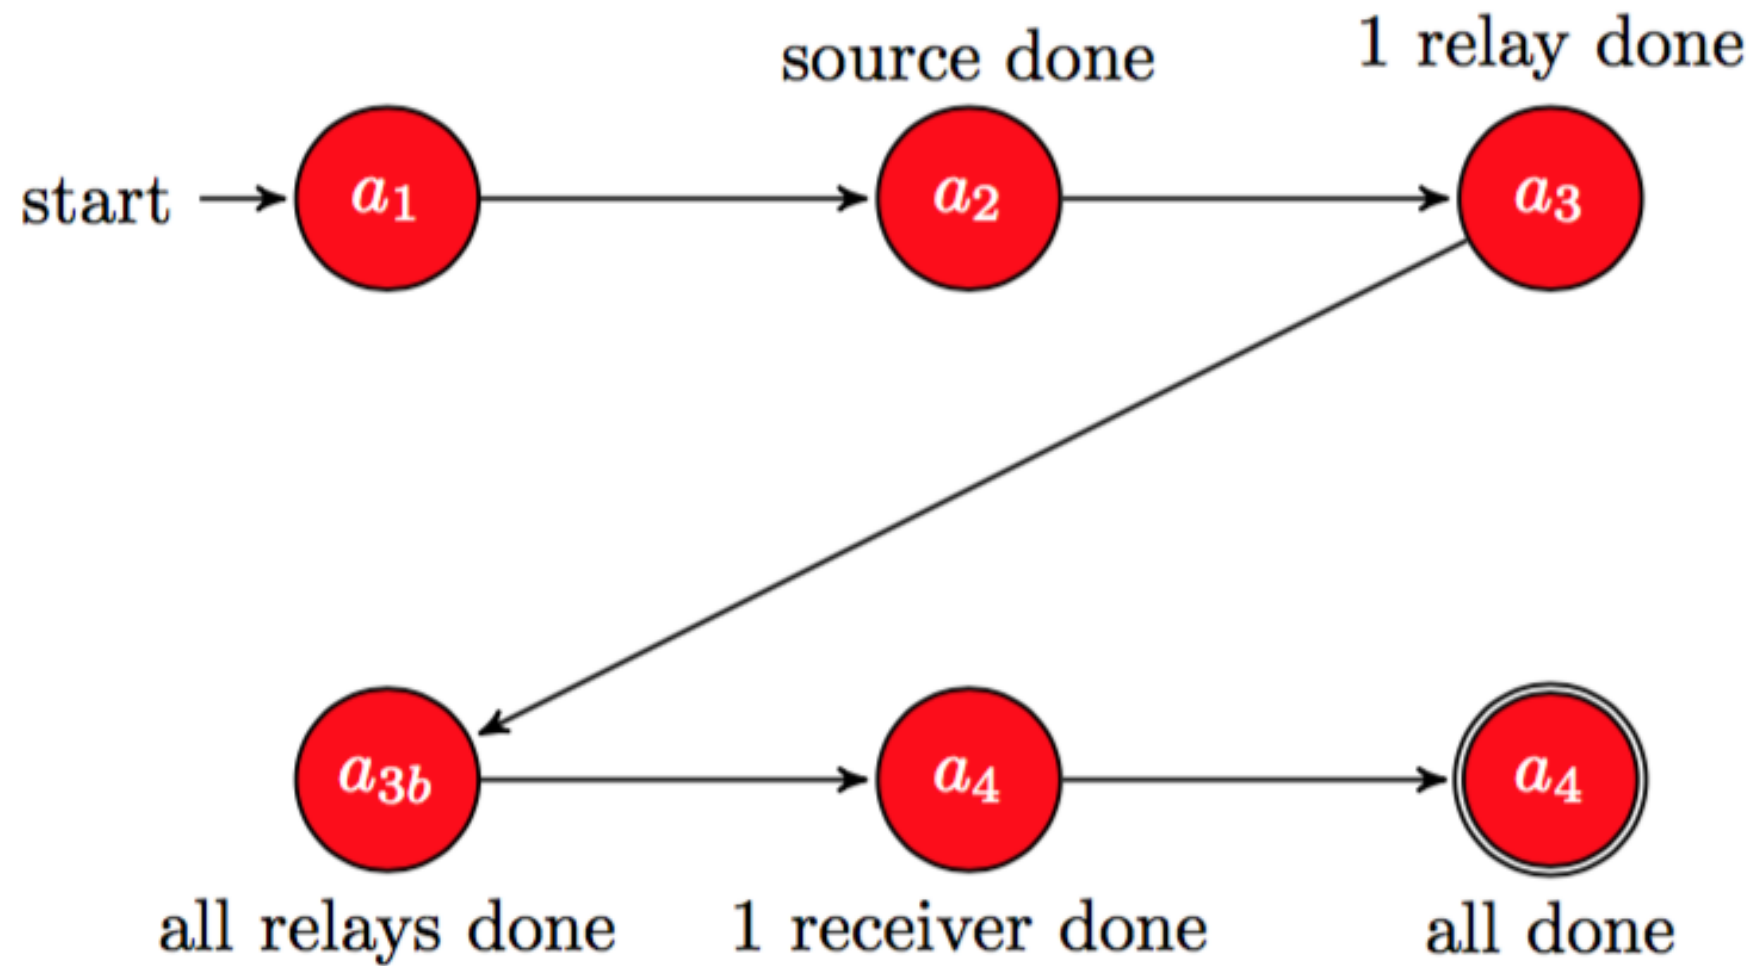 source done
1 relay done
start
a1
a2
a3
a3b
a4
a4
all relays done
1 receiver done
all done